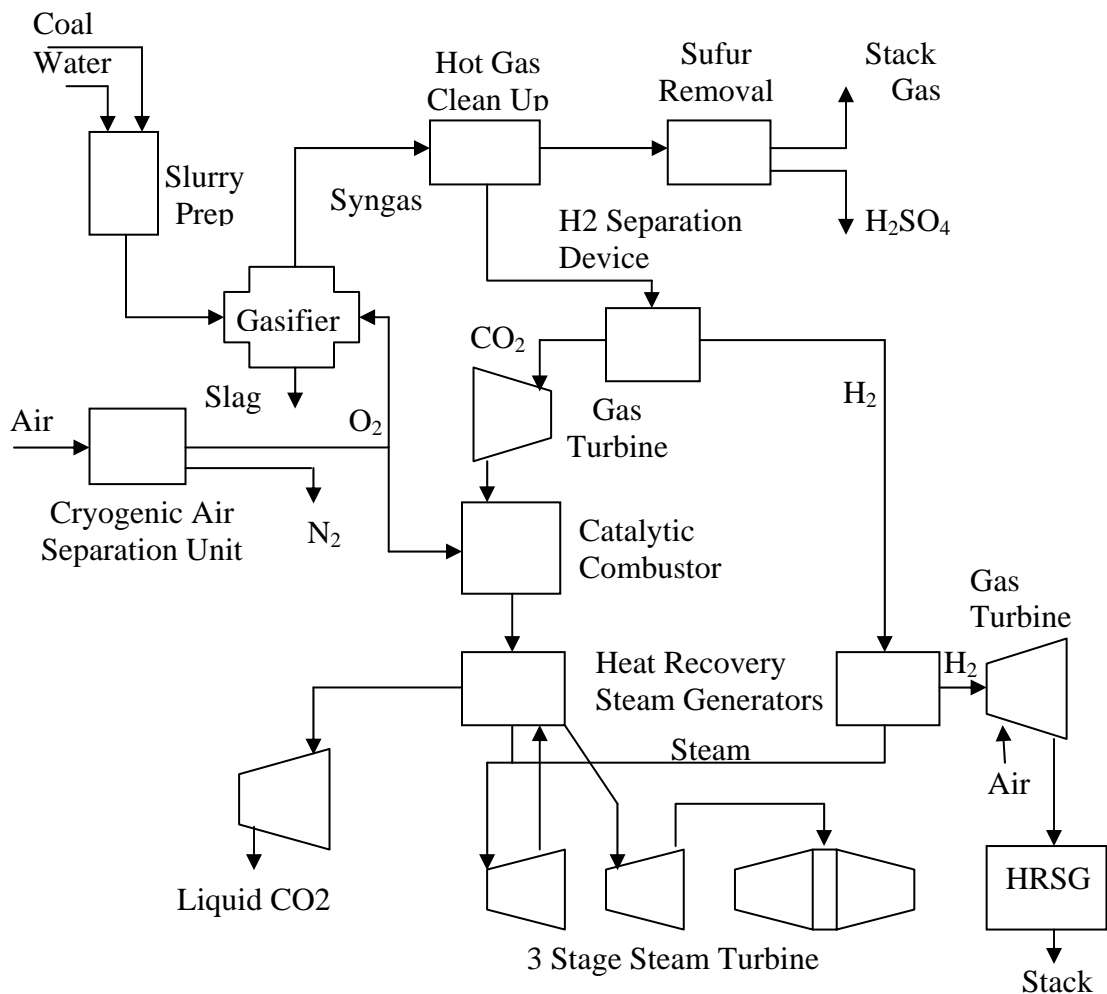 Coal
Water
Hot Gas
Clean Up
Sufur
Removal
Stack
Gas
Slurry
Prep
Syngas
H2 Separation
Device
H₂SO₄
Gasifier
CO₂
Slag
Gas
Turbine
H₂
Air
O₂
Cryogenic Air
Separation Unit
N₂
Catalytic
Combustor
Gas
Turbine
Heat Recovery
Steam Generators
H₂
Steam
Air
Liquid CO2
HRSG
3 Stage Steam Turbine
Stack